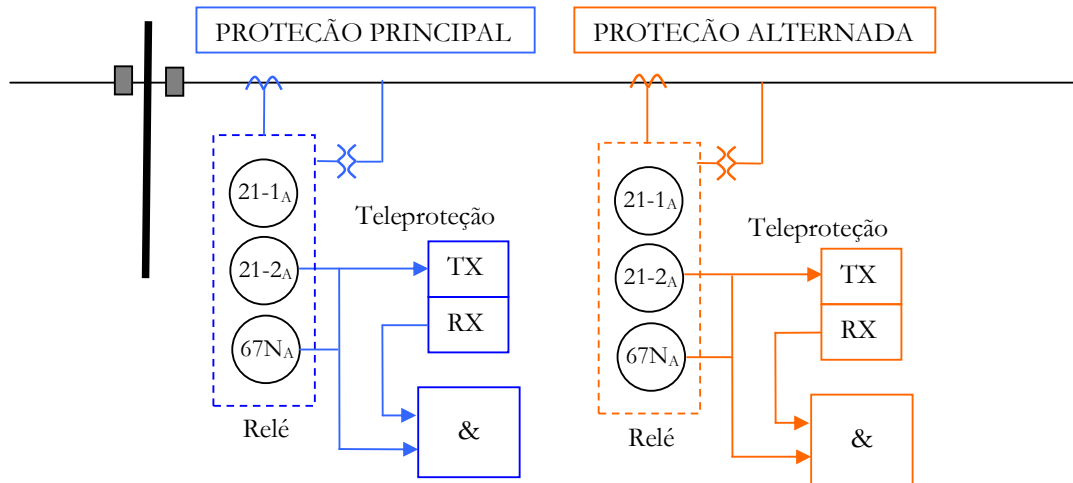 PROTEÇÃO PRINCIPAL
21-1A
21-2A
67NA
Relé
Teleproteção
TX
RX
&
PROTEÇÃO ALTERNADA
21-1A
21-2A
67NA
Relé
Teleproteção
TX
RX
&